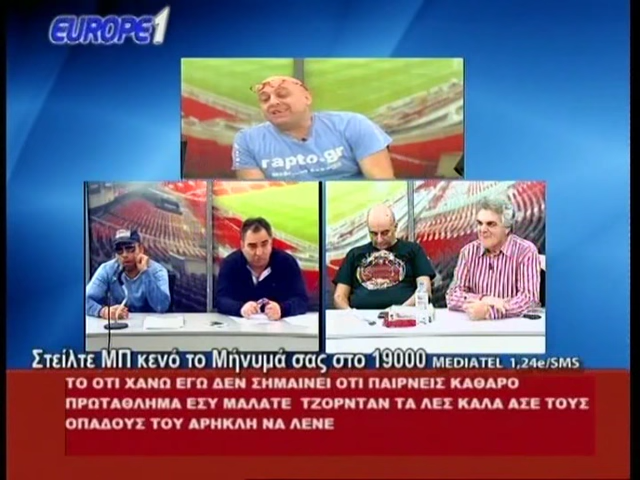 EUROPE1
rapto.gr
Στείλτε ΜΠ κενό το Μήνυμά σας στο 19000 MEDIATEL 1,24e/SMS
ΤΟ ΟΤΙ ΧΑΝΩ ΕΓΩ ΔΕΝ ΣΗΜΑΙΝΕΙ ΟΤΙ ΠΑΙΡΝΕΙΣ ΚΑΘΑΡΟ
ΠΡΩΤΑΘΛΗΜΑ ΕΣΥ ΜΑΛΑΤΕ ΤΖΟΡΝΤΑΝ ΤΑ ΛΕΣ ΚΑΛΑ ΑΣΕ ΤΟΥΣ
ΟΠΑΔΟΥΣ ΤΟΥ ΑΡΗΚΛΗ ΝΑ ΛΕΝΕ